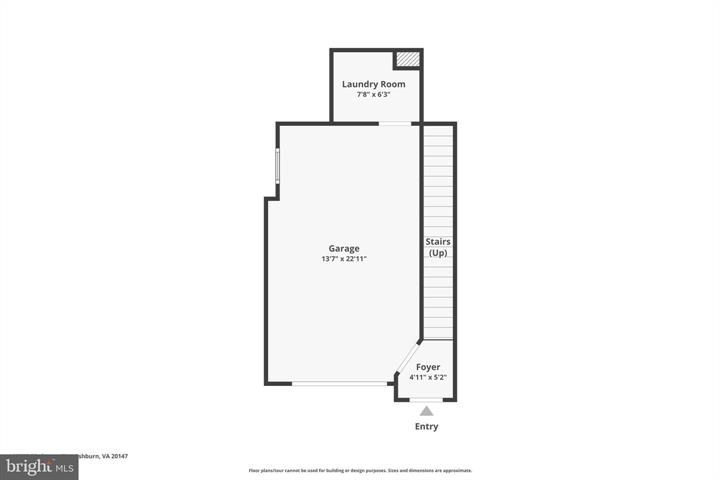 Laundry Room
7'8" x 6'3"
Garage
13'7" x 22'11"
Stairs
(Up)
Foyer
4'11" x 5'2"
Entry
VA 20147
bright MLS
Floor plans/tour cannot be used for building or design purposes. Sizes and dimensions are approximate.